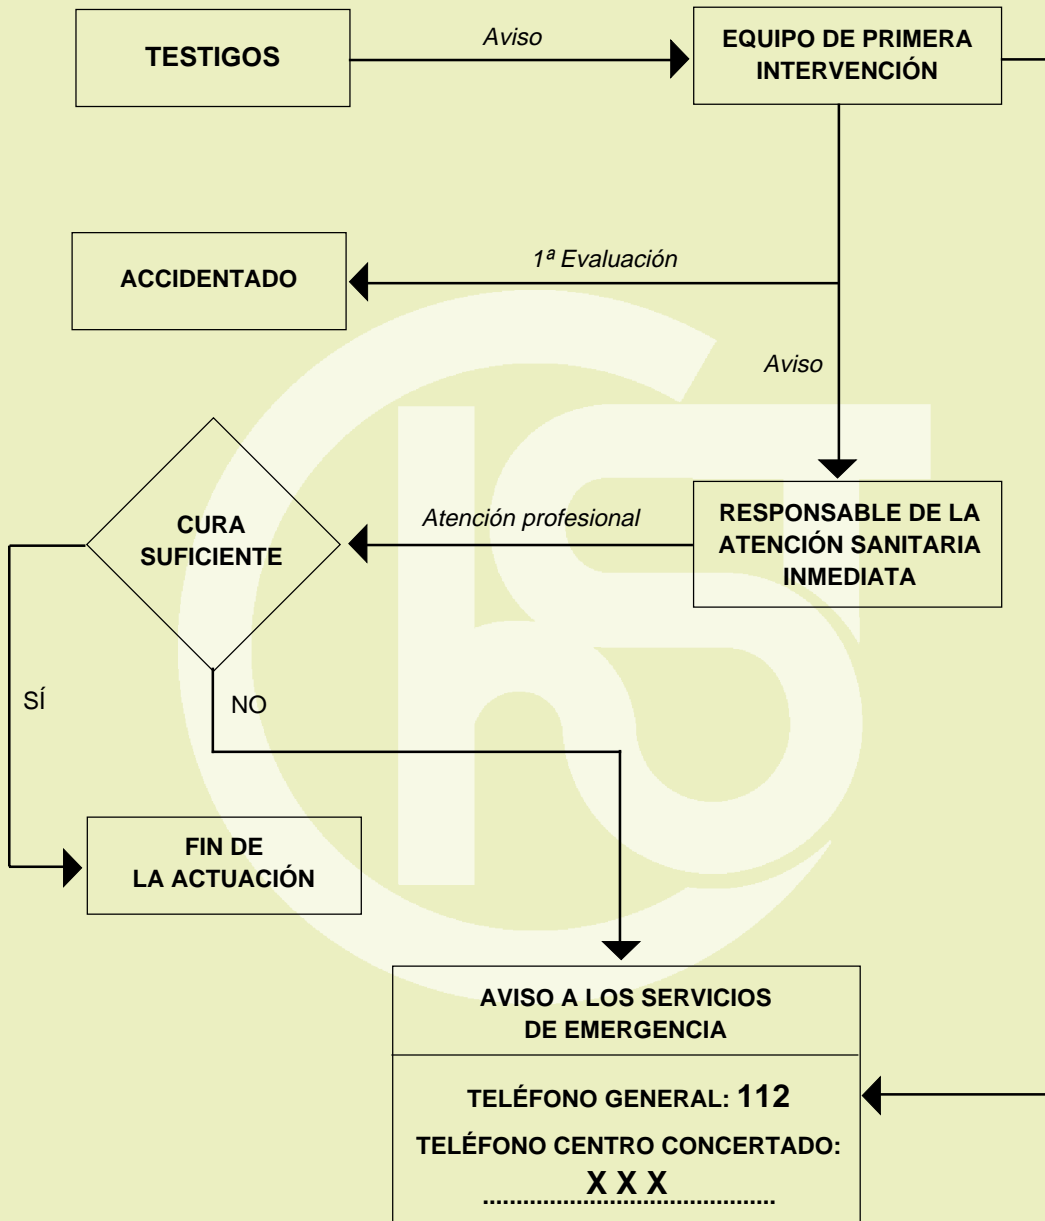 TESTIGOS
Aviso
EQUIPO DE PRIMERA
INTERVENCIÓN
ACCIDENTADO
1ª Evaluación
Aviso
CURA
SUFICIENTE
Atención profesional
RESPONSABLE DE LA
ATENCIÓN SANITARIA
INMEDIATA
SÍ
NO
FIN DE
LA ACTUACIÓN
AVISO A LOS SERVICIOS
DE EMERGENCIA
TELÉFONO GENERAL: 112
TELÉFONO CENTRO CONCERTADO:
X X X